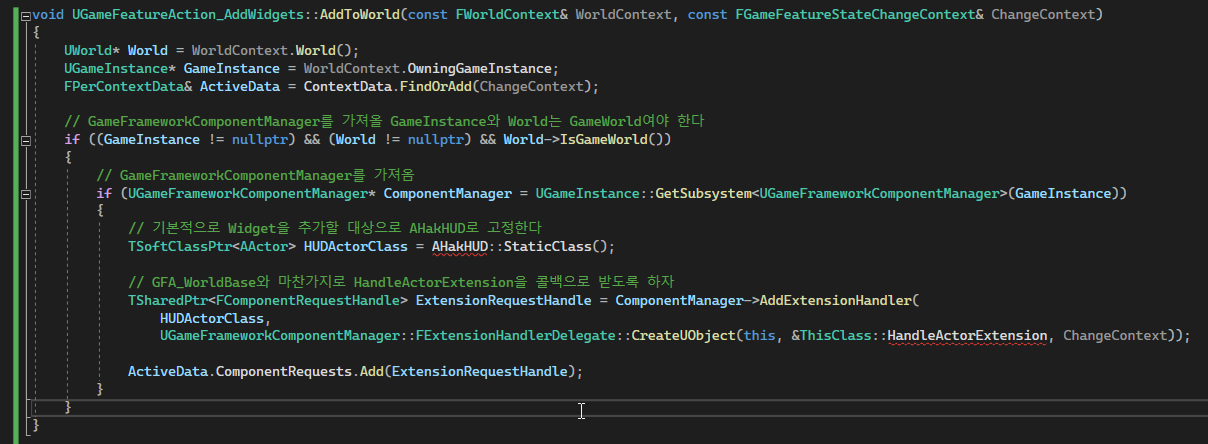 void UGameFeatureAction_AddWidgets::AddToWorld(const FWorldContext& WorldContext, const FGameFeatureStateChangeContext& ChangeContext)
{
    UWorld* World = WorldContext.World();
    UGameInstance* GameInstance = WorldContext.OwningGameInstance;
    FPerContextData& ActiveData = ContextData.FindOrAdd(ChangeContext);

    // GameFrameworkComponentManager를 가져올 GameInstance와 World는 GameWorld여야 한다
    if ((GameInstance != nullptr) && (World != nullptr) && World->IsGameWorld())
    {
        // GameFrameworkComponentManager를 가져옴
        if (UGameFrameworkComponentManager* ComponentManager = UGameInstance::GetSubsystem<UGameFrameworkComponentManager>(GameInstance))
        {
            // 기본적으로 Widget을 추가할 대상으로 AHakHUD로 고정한다
            TSoftClassPtr<AActor> HUDActorClass = AHakHUD::StaticClass();

            // GFA_WorldBase와 마찬가지로 HandleActorExtension을 콜백으로 받도록 하자
            TSharedPtr<FComponentRequestHandle> ExtensionRequestHandle = ComponentManager->AddExtensionHandler(
                HUDActorClass,
                UGameFrameworkComponentManager::FExtensionHandlerDelegate::CreateUObject(this, &ThisClass::HandleActorExtension, ChangeContext));

            ActiveData.ComponentRequests.Add(ExtensionRequestHandle);
        }
    }
}